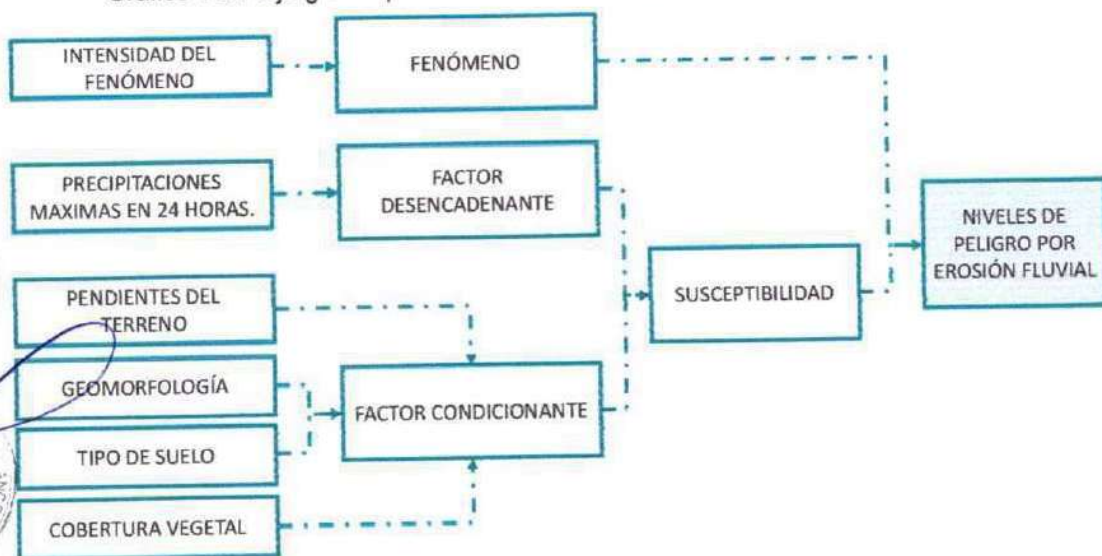 INTENSIDAD DEL
FENÓMENO
FENÓMENO
PRECIPITACIONES
MAXIMAS EN 24 HORAS.
FACTOR
DESENCADENANTE
NIVELES DE
PELIGRO POR
EROSIÓN FLUVIAL
SUSCEPTIBILIDAD
PENDIENTES DEL
TERRENO
GEOMORFOLOGÍA
FACTOR CONDICIONANTE
TIPO DE SUELO
COBERTURA VEGETAL